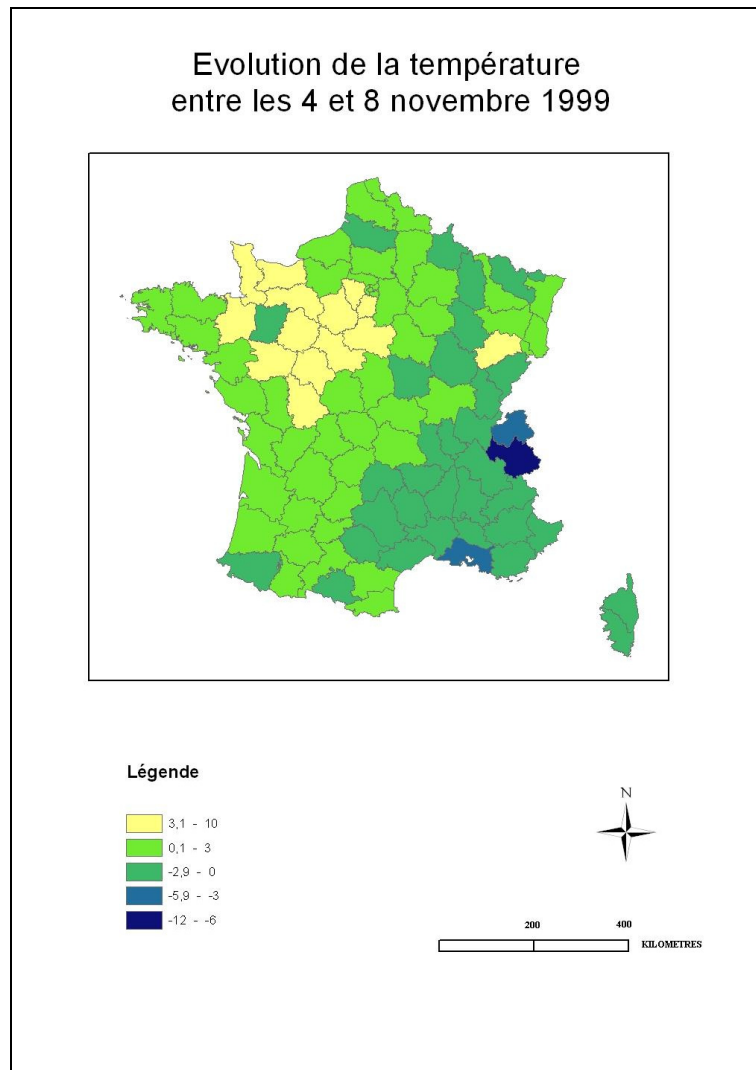 Evolution de la température
entre les 4 et 8 novembre 1999
Légende
3,1 - 10
0,1 - 3
-2,9 - 0
-5,9 - -3
-12 - -6
N
200 400
KILOMETRES